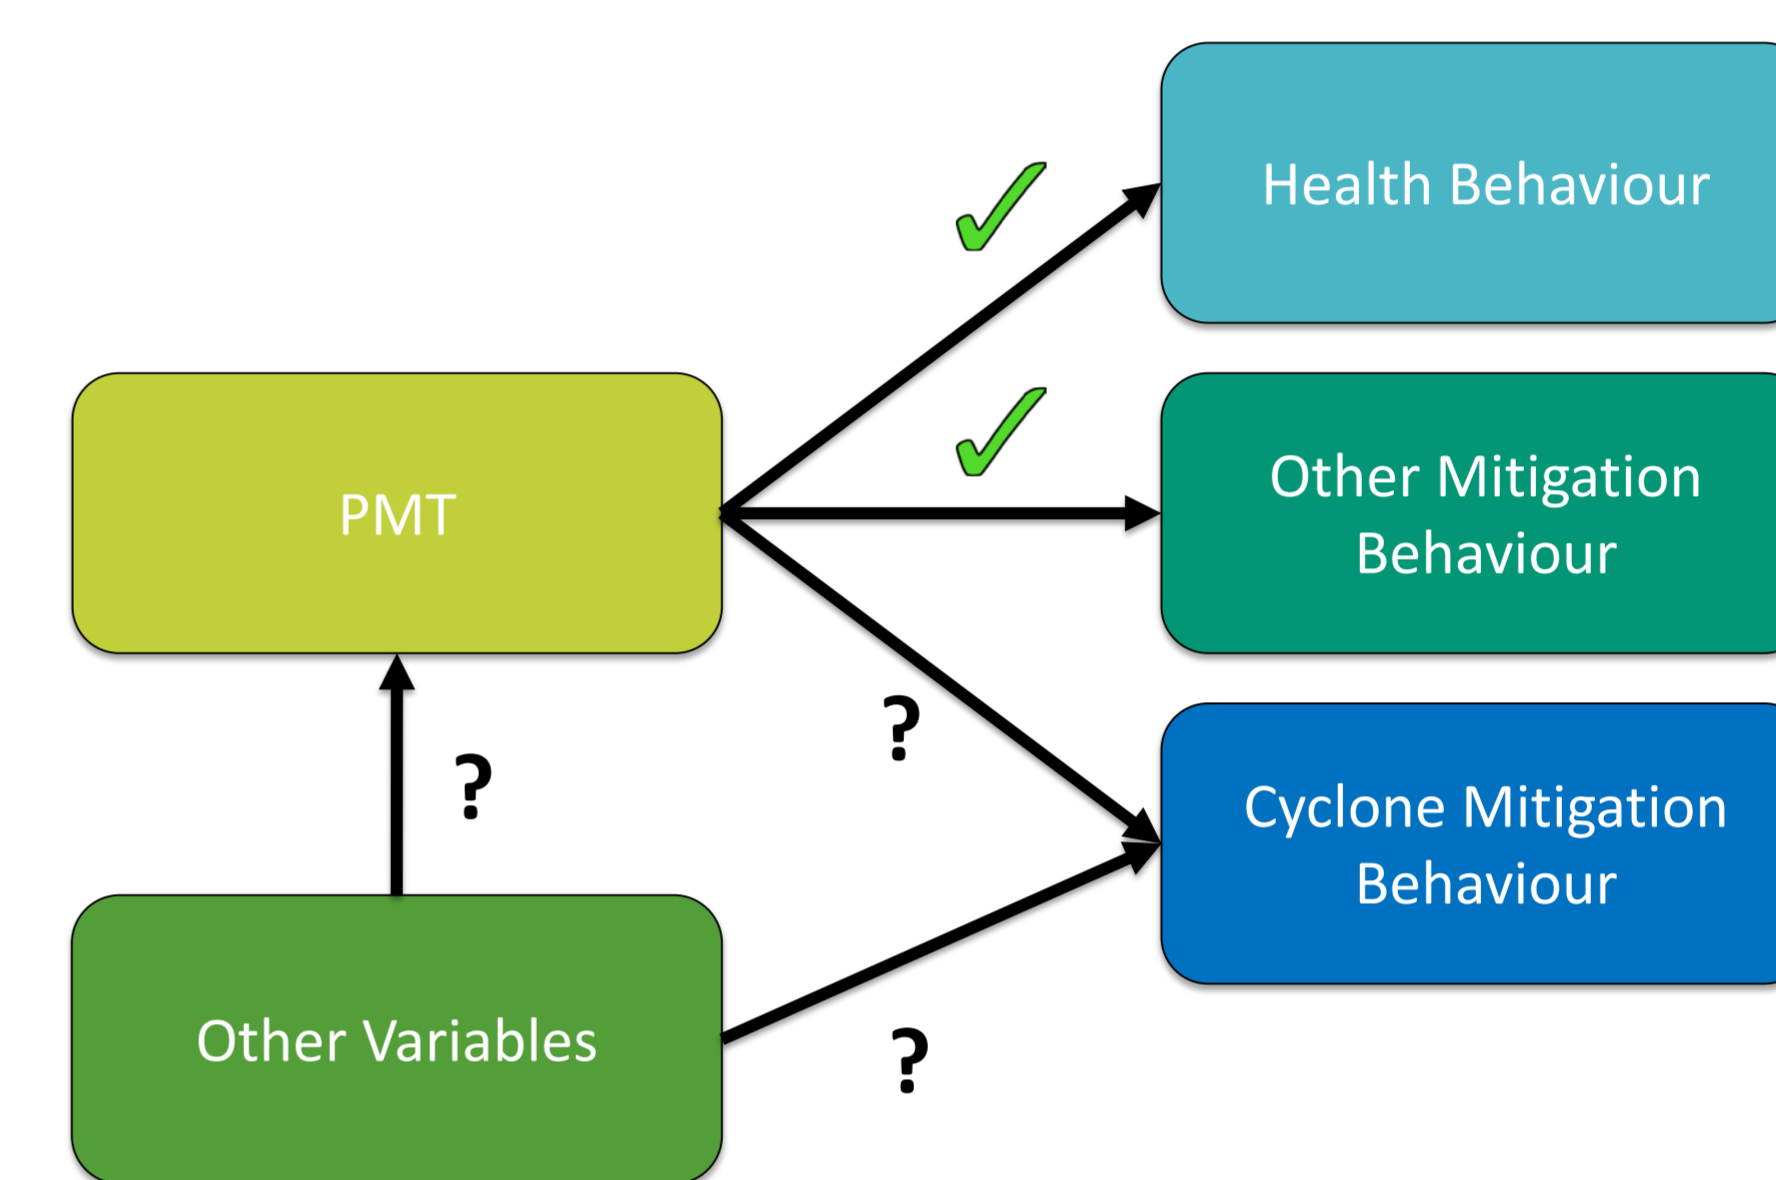 Health Behaviour
Other Mitigation
Behaviour
PMT
?
?
Cyclone Mitigation
Behaviour
Other Variables
?